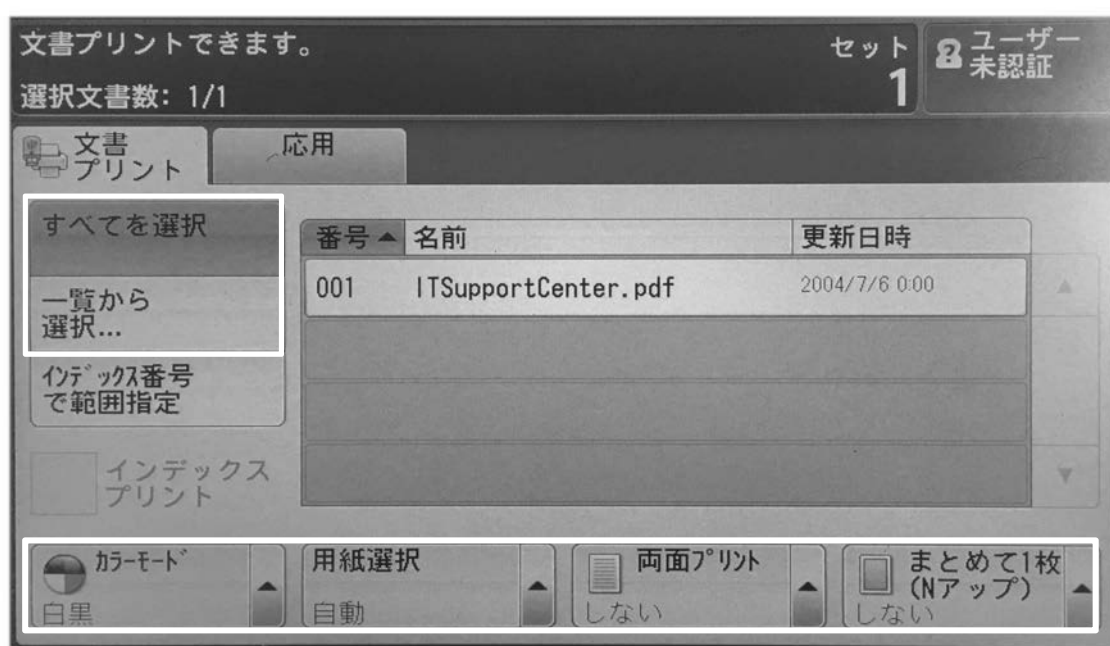 文書プリントできます。
セット
ユーザー
未認証
選択文書数: 1/1
1
文書
プリント
応用
すべてを選択
番号
名前
更新日時
001
ITSupportCenter.pdf
2004/7/6 0:00
一覧から
選択...
インデックス番号
で範囲指定
インデックス
プリント
カラーモード
白黒
用紙選択
自動
両面プリント
しない
まとめて1枚
(Nアップ)
しない